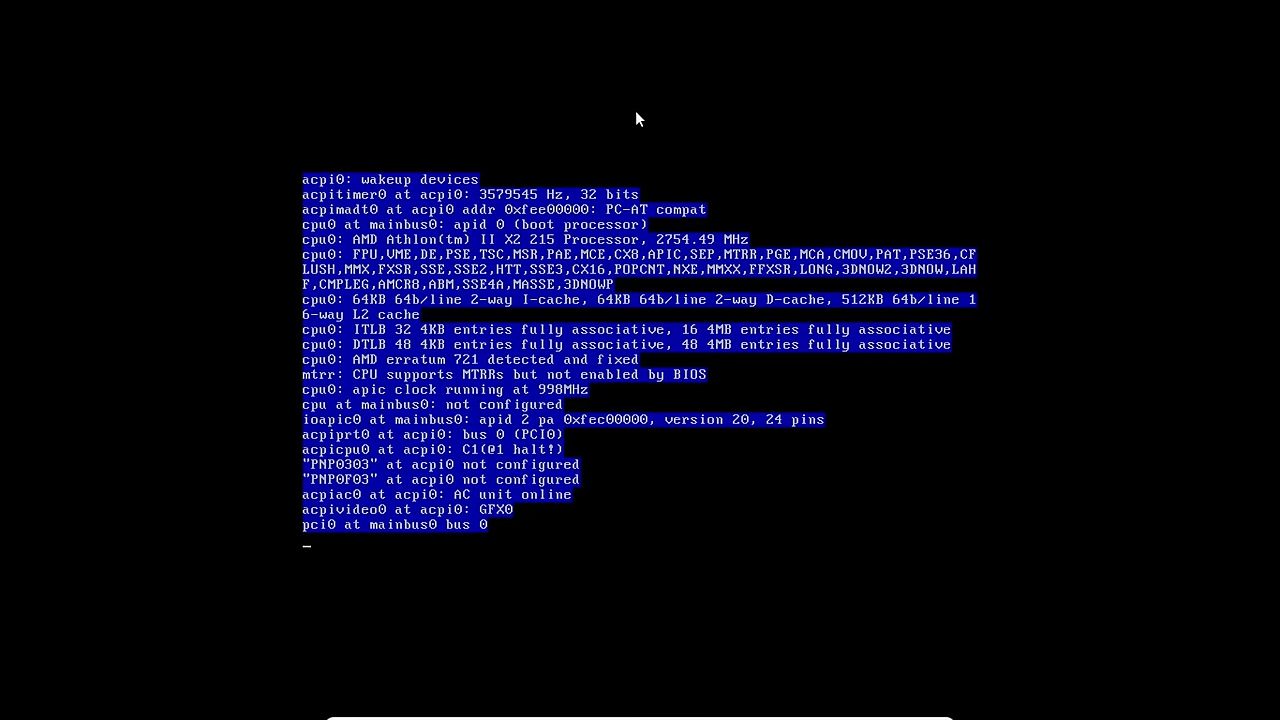 acpi0: wakeup devices
acpitimer0 at acpi0: 3579545 Hz, 32 bits
acpimadt0 at acpi0 addr 0xfee00000: PC-AT compat
cpu0 at mainbus0: apid 0 (boot processor)
cpu0: AMD Athlon(tm) II X2 215 Processor, 2754.49 MHz
cpu0: FPU,VME,DE,PSE,TSC,MSR,PAE,MCE,CX8,APIC,SEP,MTRR,PGE,MCA,CMOV,PAT,PSE36,CF
LUSH,MMX,FXSR,SSE,SSE2,HTT,SSE3,CX16,POPCNT,NXE,MMXX,FFXSR,LONG,3DNOW2,3DNOW,LAH
F,CMPLEG,AMCR8,ABM,SSE4A,MASSE,3DNOWP
cpu0: 64KB 64b/line 2-way I-cache, 64KB 64b/line 2-way D-cache, 512KB 64b/line 1
6-way L2 cache
cpu0: ITLB 32 4KB entries fully associative, 16 4MB entries fully associative
cpu0: DTLB 48 4KB entries fully associative, 48 4MB entries fully associative
cpu0: AMD erratum 721 detected and fixed
mtrr: CPU supports MTRRs but not enabled by BIOS
cpu0: apic clock running at 998MHz
cpu at mainbus0: not configured
ioapic0 at mainbus0: apid 2 pa 0xfec00000, version 20, 24 pins
acpiprt0 at acpi0: bus 0 (PCI0)
acpicpu0 at acpi0: C1(@1 halt!)
"PNP0303" at acpi0 not configured
"PNP0F03" at acpi0 not configured
acpiac0 at acpi0: AC unit online
acpivideo0 at acpi0: GFX0
pci0 at mainbus0 bus 0